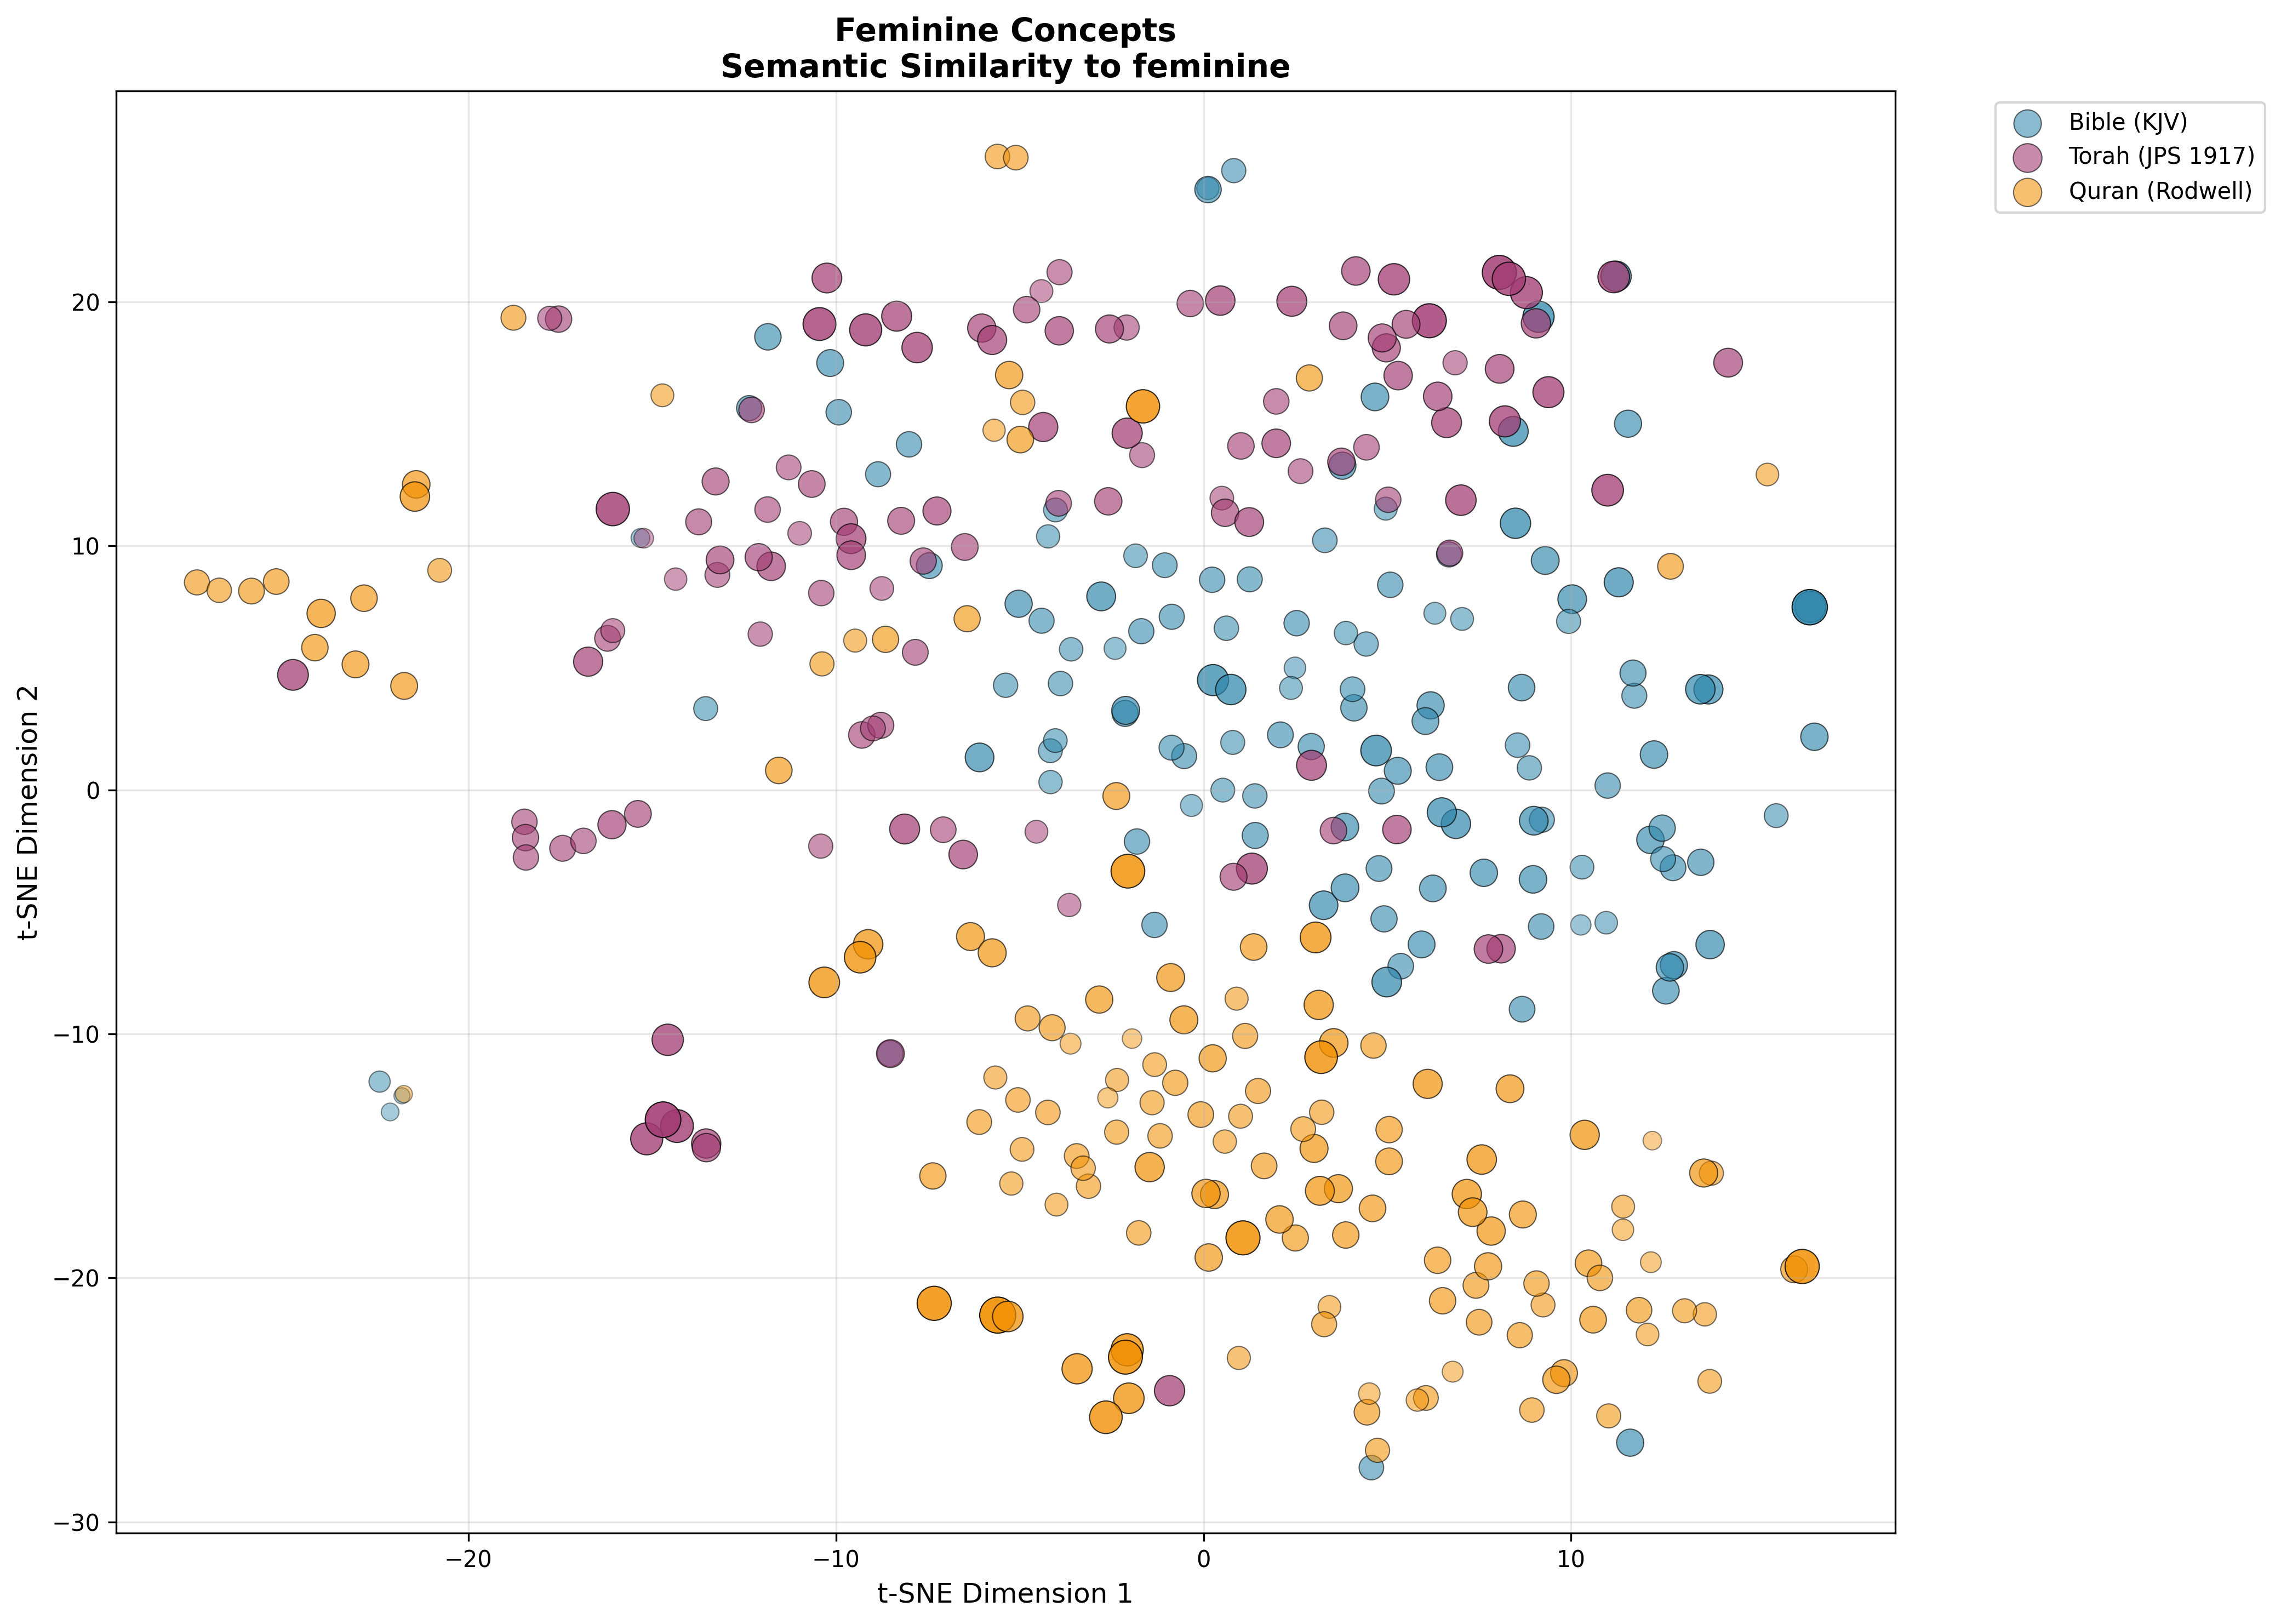 Feminine Concepts
Semantic Similarity to feminine
Bible (KJV)
Torah (JPS 1917)
Quran (Rodwell)
t-SNE Dimension 2
20
10
0
−10
−20
−30
−20
−10
0
10
t-SNE Dimension 1